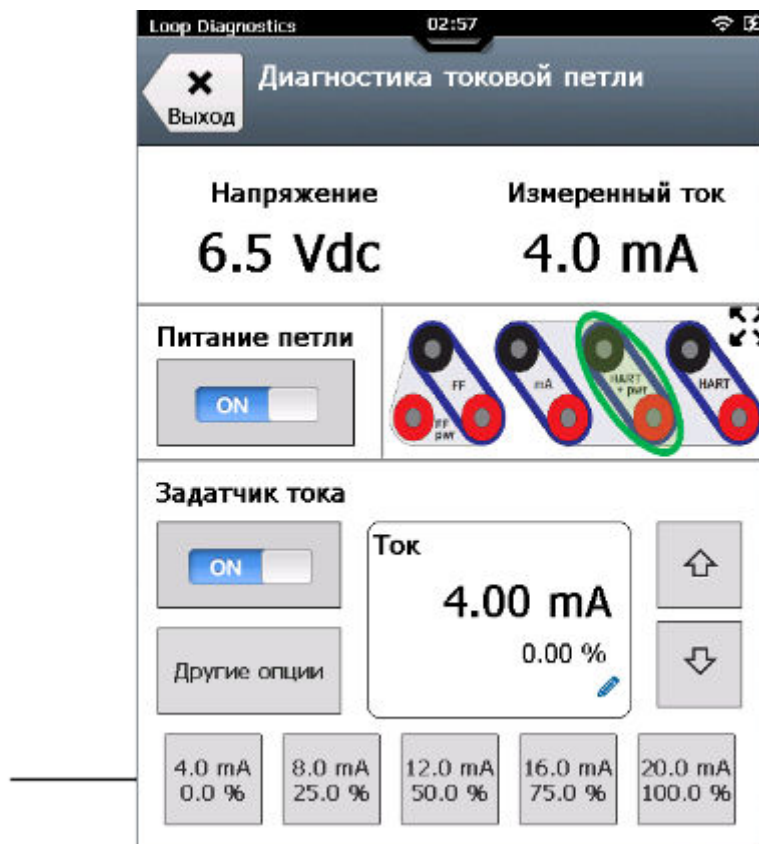 Loop Diagnostics 02:57
Диагностика токовой петли
Выход
Напряжение Измеренный ток
6.5 Vdc 4.0 mA
Питание петли
ON
FF mA HART + pwr HART
FF pwr
Задатчик тока
ON
Ток
4.00 mA
0.00 %
Другие опции
4.0 mA 8.0 mA 12.0 mA 16.0 mA 20.0 mA
0.0 % 25.0 % 50.0 % 75.0 % 100.0 %